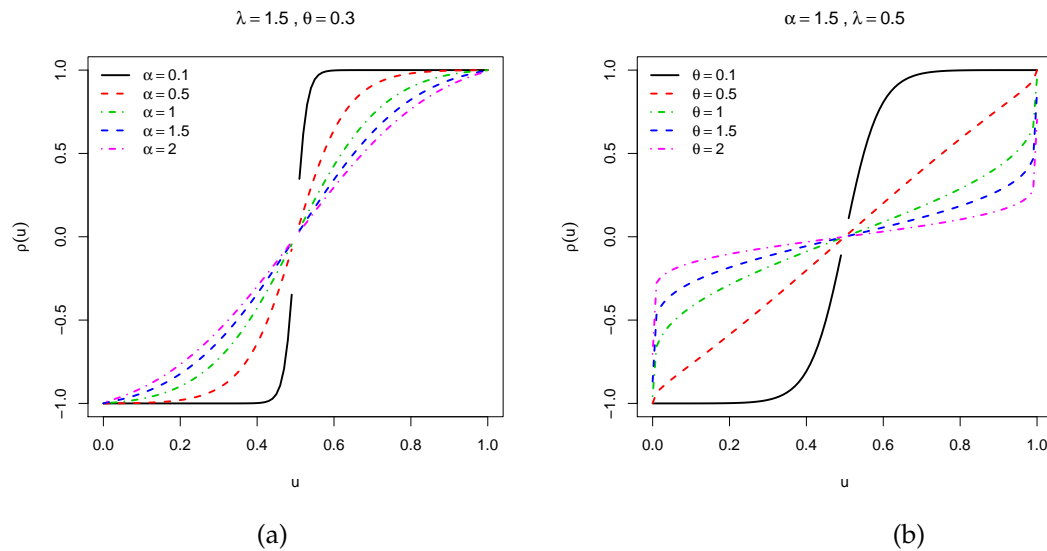 λ = 1.5 , θ = 0.3
α = 0.1
α = 0.5
α = 1
α = 1.5
α = 2
ρ(u)
1.0
0.5
0.0
−0.5
−1.0
0.0 0.2 0.4 0.6 0.8 1.0
u
(a)
α = 1.5 , λ = 0.5
θ = 0.1
θ = 0.5
θ = 1
θ = 1.5
θ = 2
ρ(u)
1.0
0.5
0.0
−0.5
−1.0
0.0 0.2 0.4 0.6 0.8 1.0
u
(b)